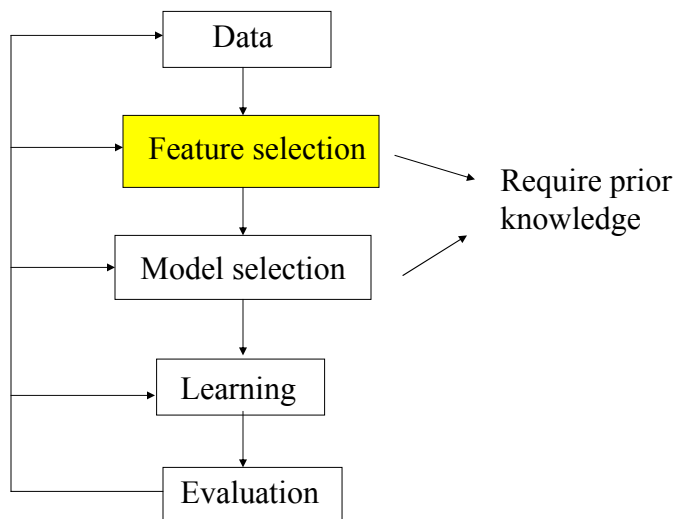 Data
Feature selection
Require prior
knowledge
Model selection
Learning
Evaluation